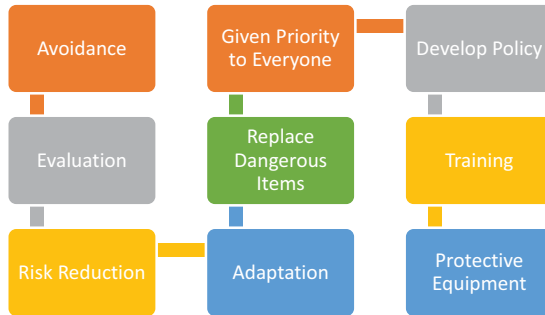 Avoidance
Evaluation
Risk Reduction
Adaptation
Replace
Dangerous
Items
Given Priority
to Everyone
Develop Policy
Training
Protective
Equipment